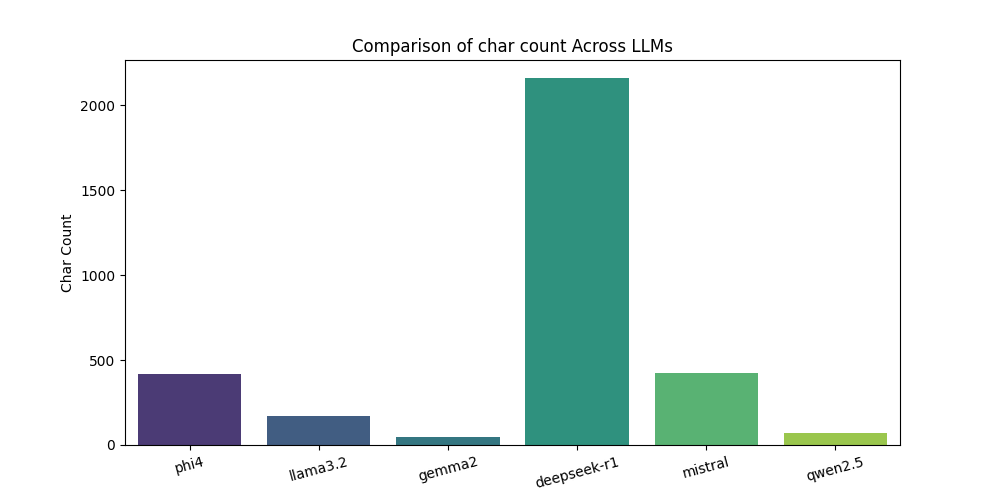 Comparison of char count Across LLMs
Char Count
2000
1500
1000
500
0
phi4
llama3.2
gemma2
deepseek-r1
mistral
qwen2.5